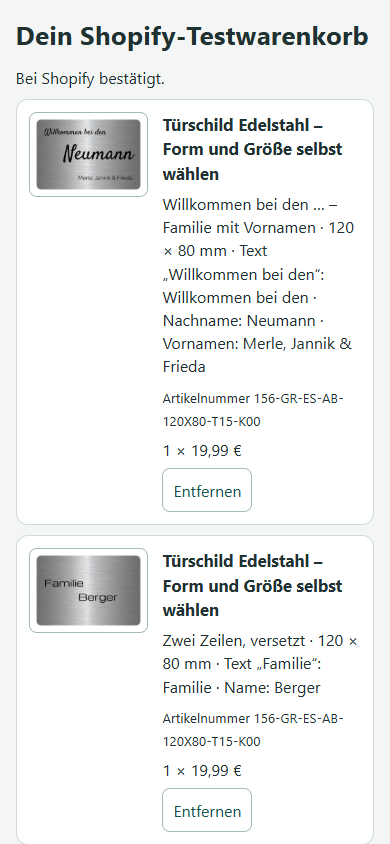 Dein Shopify-Testwarenkorb
Bei Shopify bestätigt.
Willkommen bei den
Neumann
Merle, Jannik & Frieda
Türschild Edelstahl –
Form und Größe selbst
wählen
Willkommen bei den ... –
Familie mit Vornamen · 120
× 80 mm · Text
„Willkommen bei den“:
Willkommen bei den ·
Nachname: Neumann ·
Vornamen: Merle, Jannik &
Frieda
Artikelnummer 156-GR-ES-AB-
120X80-T15-K00
1 × 19,99 €
Entfernen
Familie
Berger
Türschild Edelstahl –
Form und Größe selbst
wählen
Zwei Zeilen, versetzt · 120 ×
80 mm · Text „Familie“:
Familie · Name: Berger
Artikelnummer 156-GR-ES-AB-
120X80-T15-K00
1 × 19,99 €
Entfernen